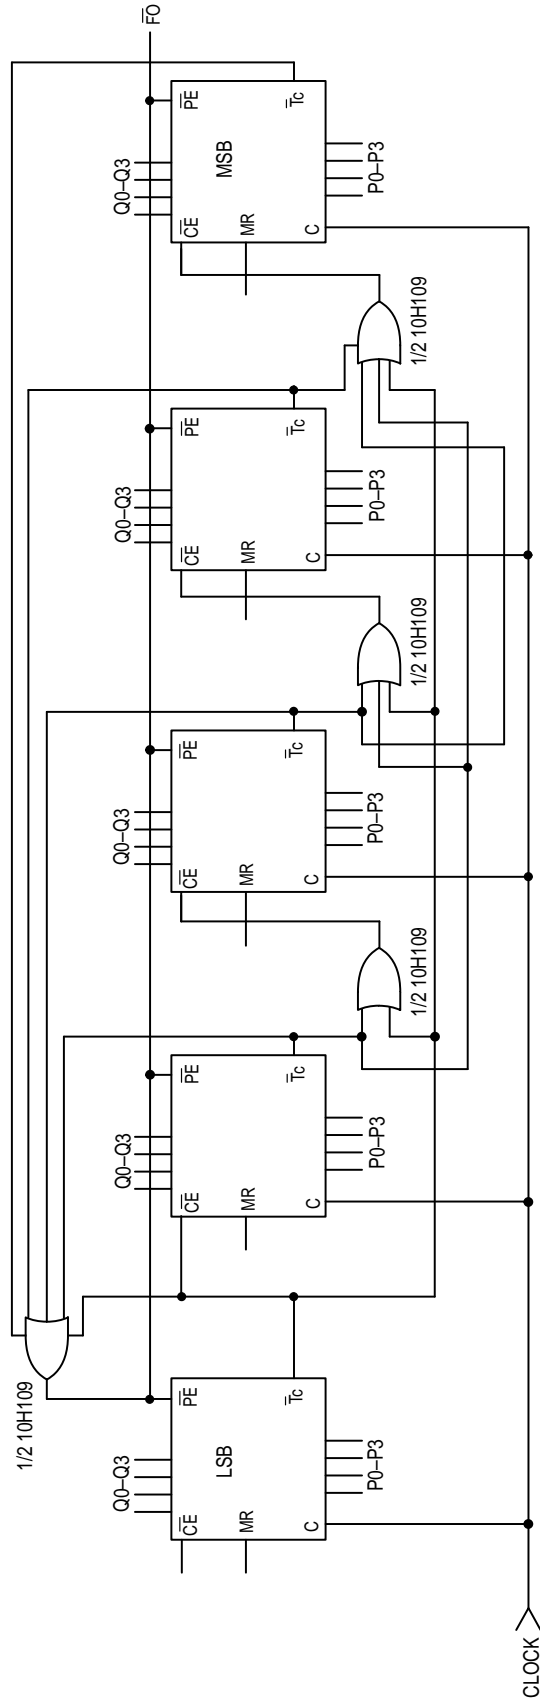 1/2 10H109
Q0–Q3
CE
PE
LSB
MR
C
Tc
P0–P3
Q0–Q3
CE
PE
MR
C
Tc
P0–P3
1/2 10H109
Q0–Q3
CE
PE
MR
C
Tc
P0–P3
1/2 10H109
Q0–Q3
CE
PE
MR
C
Tc
P0–P3
1/2 10H109
Q0–Q3
CE
PE
MSB
MR
C
Tc
P0–P3
FO
CLOCK